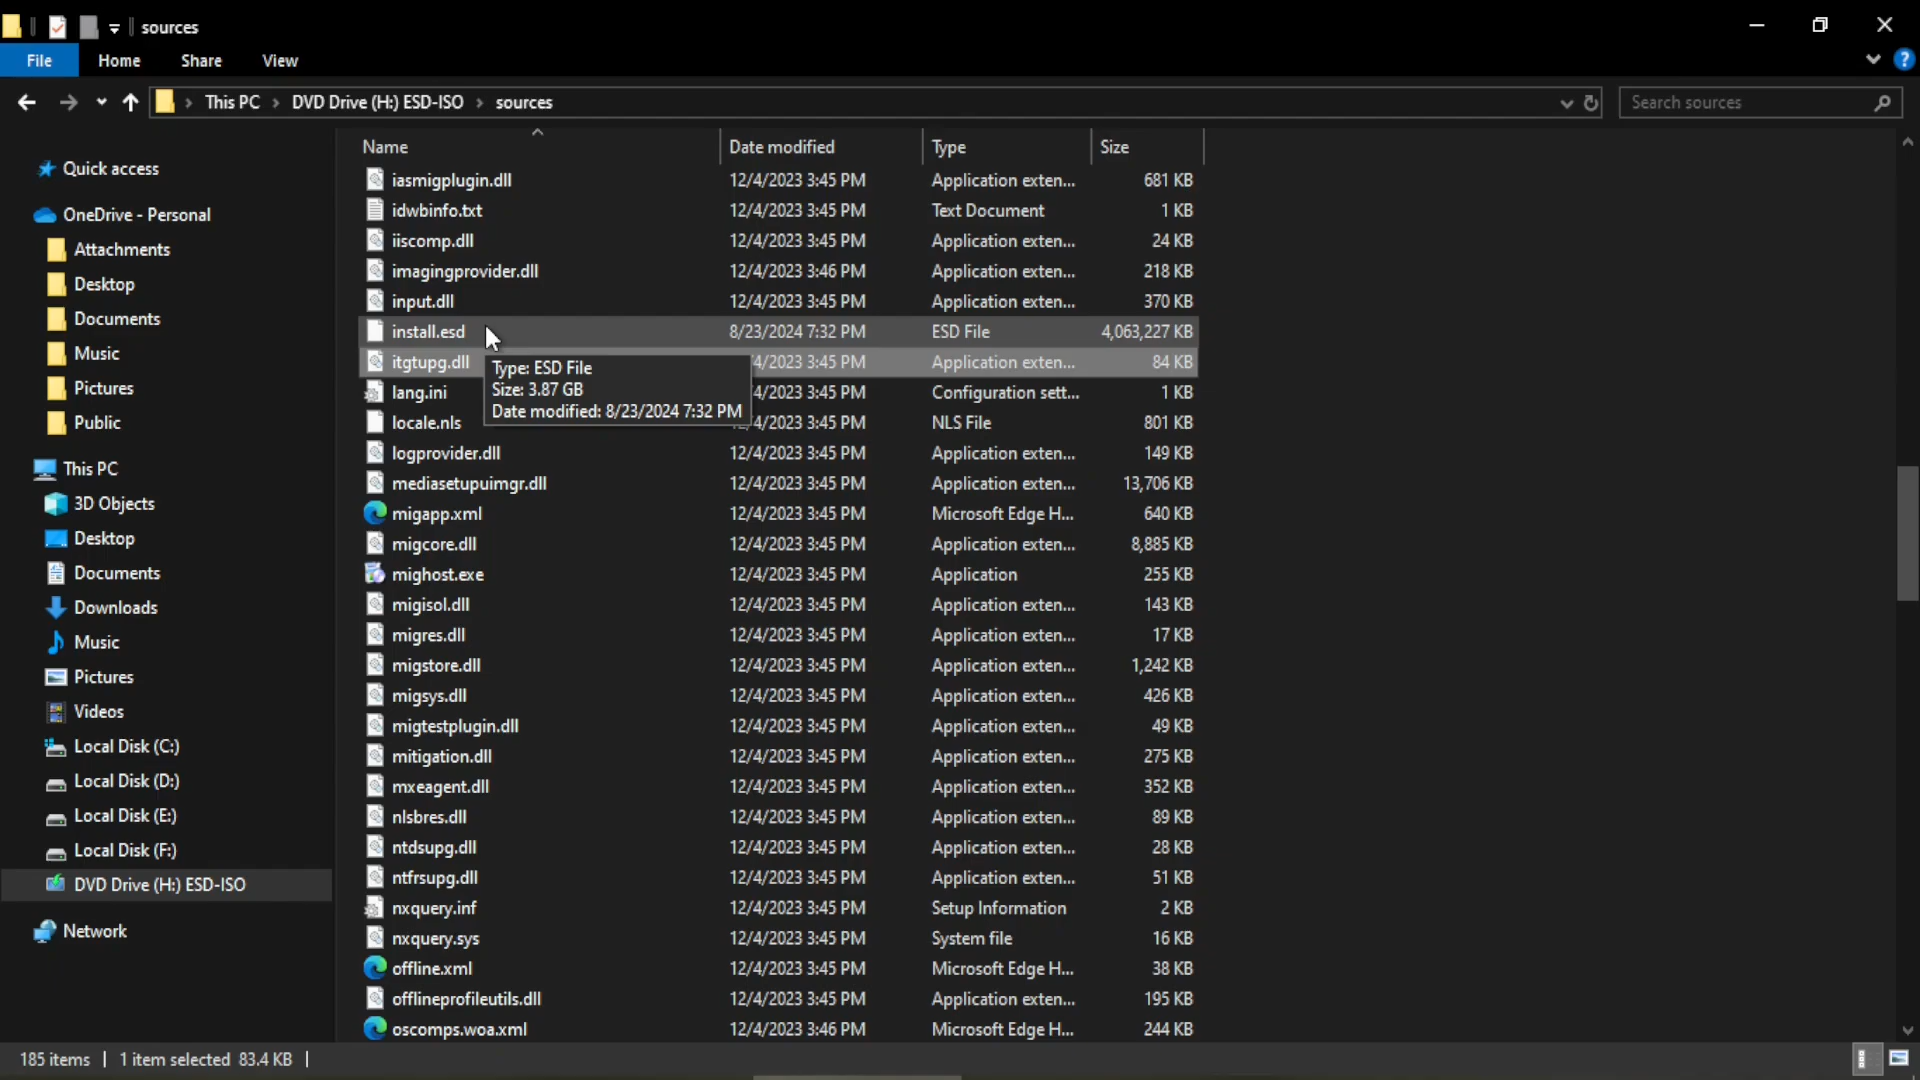 sources
File Home Share View
This PC DVD Drive (H:) ESD-ISO sources Search sources
Name Date modified Type Size
Quick access
OneDrive - Personal
Attachments
Desktop
Documents
Music
Pictures
Public
This PC
3D Objects
Desktop
Documents
Downloads
Music
Pictures
Videos
Local Disk (C:)
Local Disk (D:)
Local Disk (E:)
Local Disk (F:)
DVD Drive (H:) ESD-ISO
Network
iasmigplugin.dll 12/4/2023 3:45 PM Application exten... 681 KB
idwbinfo.txt 12/4/2023 3:45 PM Text Document 1 KB
iiscomp.dll 12/4/2023 3:45 PM Application exten... 24 KB
imagingprovider.dll 12/4/2023 3:46 PM Application exten... 218 KB
input.dll 12/4/2023 3:45 PM Application exten... 370 KB
install.esd 8/23/2024 7:32 PM ESD File 4,063,227 KB
itgtupg.dll /4/2023 3:45 PM Application exten... 84 KB
Type: ESD File
Size: 3.87 GB
Date modified: 8/23/2024 7:32 PM
lang.ini /4/2023 3:45 PM Configuration sett... 1 KB
locale.nls /4/2023 3:45 PM NLS File 801 KB
logprovider.dll 12/4/2023 3:45 PM Application exten... 149 KB
mediasetupuimgr.dll 12/4/2023 3:45 PM Application exten... 13,706 KB
migapp.xml 12/4/2023 3:45 PM Microsoft Edge H... 640 KB
migcore.dll 12/4/2023 3:45 PM Application exten... 8,885 KB
mighost.exe 12/4/2023 3:45 PM Application 255 KB
migisol.dll 12/4/2023 3:45 PM Application exten... 143 KB
migres.dll 12/4/2023 3:45 PM Application exten... 17 KB
migstore.dll 12/4/2023 3:45 PM Application exten... 1,242 KB
migsys.dll 12/4/2023 3:45 PM Application exten... 426 KB
migtestplugin.dll 12/4/2023 3:45 PM Application exten... 49 KB
mitigation.dll 12/4/2023 3:45 PM Application exten... 275 KB
mxeagent.dll 12/4/2023 3:45 PM Application exten... 352 KB
nlsbres.dll 12/4/2023 3:45 PM Application exten... 89 KB
ntdsupg.dll 12/4/2023 3:45 PM Application exten... 28 KB
ntfrsupg.dll 12/4/2023 3:45 PM Application exten... 51 KB
nxquery.inf 12/4/2023 3:45 PM Setup Information 2 KB
nxquery.sys 12/4/2023 3:45 PM System file 16 KB
offline.xml 12/4/2023 3:45 PM Microsoft Edge H... 38 KB
offlineprofileutils.dll 12/4/2023 3:45 PM Application exten... 195 KB
oscomps.woa.xml 12/4/2023 3:46 PM Microsoft Edge H... 244 KB
185 items 1 item selected 83.4 KB